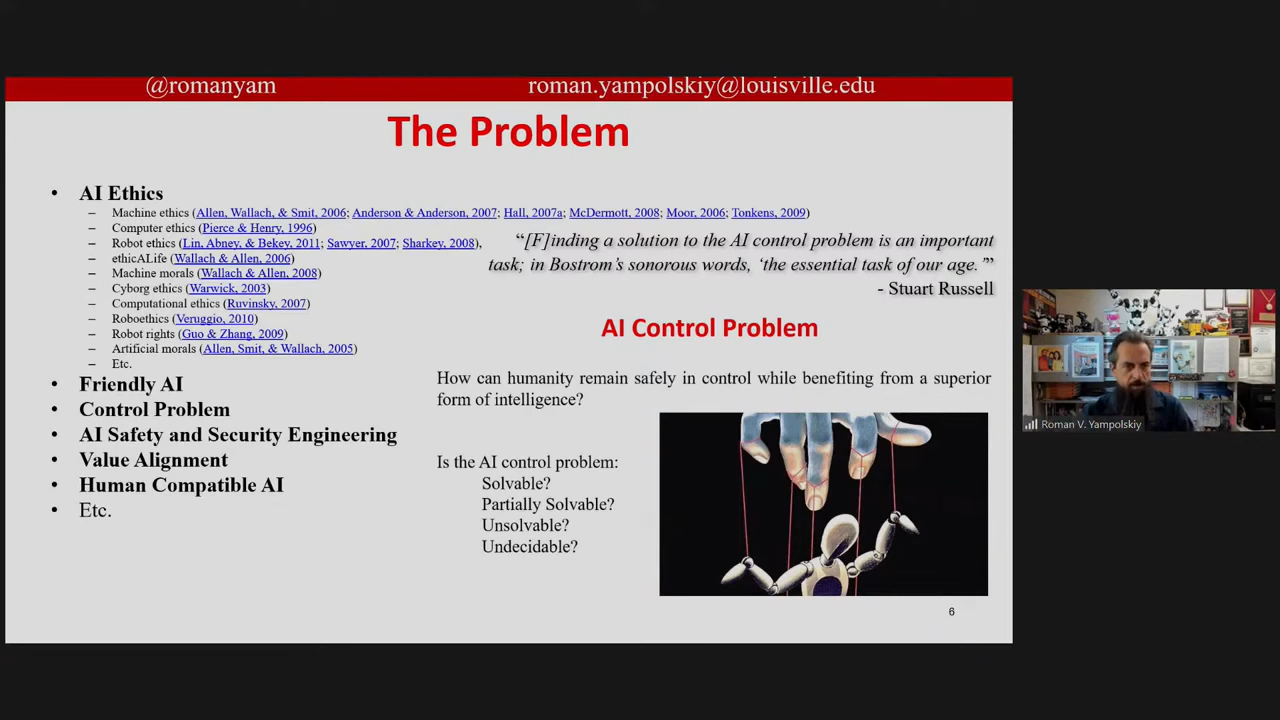 @romanyam roman.yampolskiy@louisville.edu
The Problem
• AI Ethics
– Machine ethics (Allen, Wallach, & Smit, 2006; Anderson & Anderson, 2007; Hall, 2007a; McDermott, 2008; Moor, 2006; Tonkens, 2009)
– Computer ethics (Pierce & Henry, 1996)
– Robot ethics (Lin, Abney, & Bekey, 2011; Sawyer, 2007; Sharkey, 2008),
– ethicALife (Wallach & Allen, 2006)
– Machine morals (Wallach & Allen, 2008)
– Cyborg ethics (Warwick, 2003)
– Computational ethics (Ruvinsky, 2007)
– Roboethics (Veruggio, 2010)
– Robot rights (Guo & Zhang, 2009)
– Artificial morals (Allen, Smit, & Wallach, 2005)
– Etc.
• Friendly AI
• Control Problem
• AI Safety and Security Engineering
• Value Alignment
• Human Compatible AI
• Etc.
“[F]inding a solution to the AI control problem is an important
task; in Bostrom’s sonorous words, ‘the essential task of our age.’”
- Stuart Russell
AI Control Problem
How can humanity remain safely in control while benefiting from a superior
form of intelligence?
Is the AI control problem:
Solvable?
Partially Solvable?
Unsolvable?
Undecidable?
6
Roman V. Yampolskiy